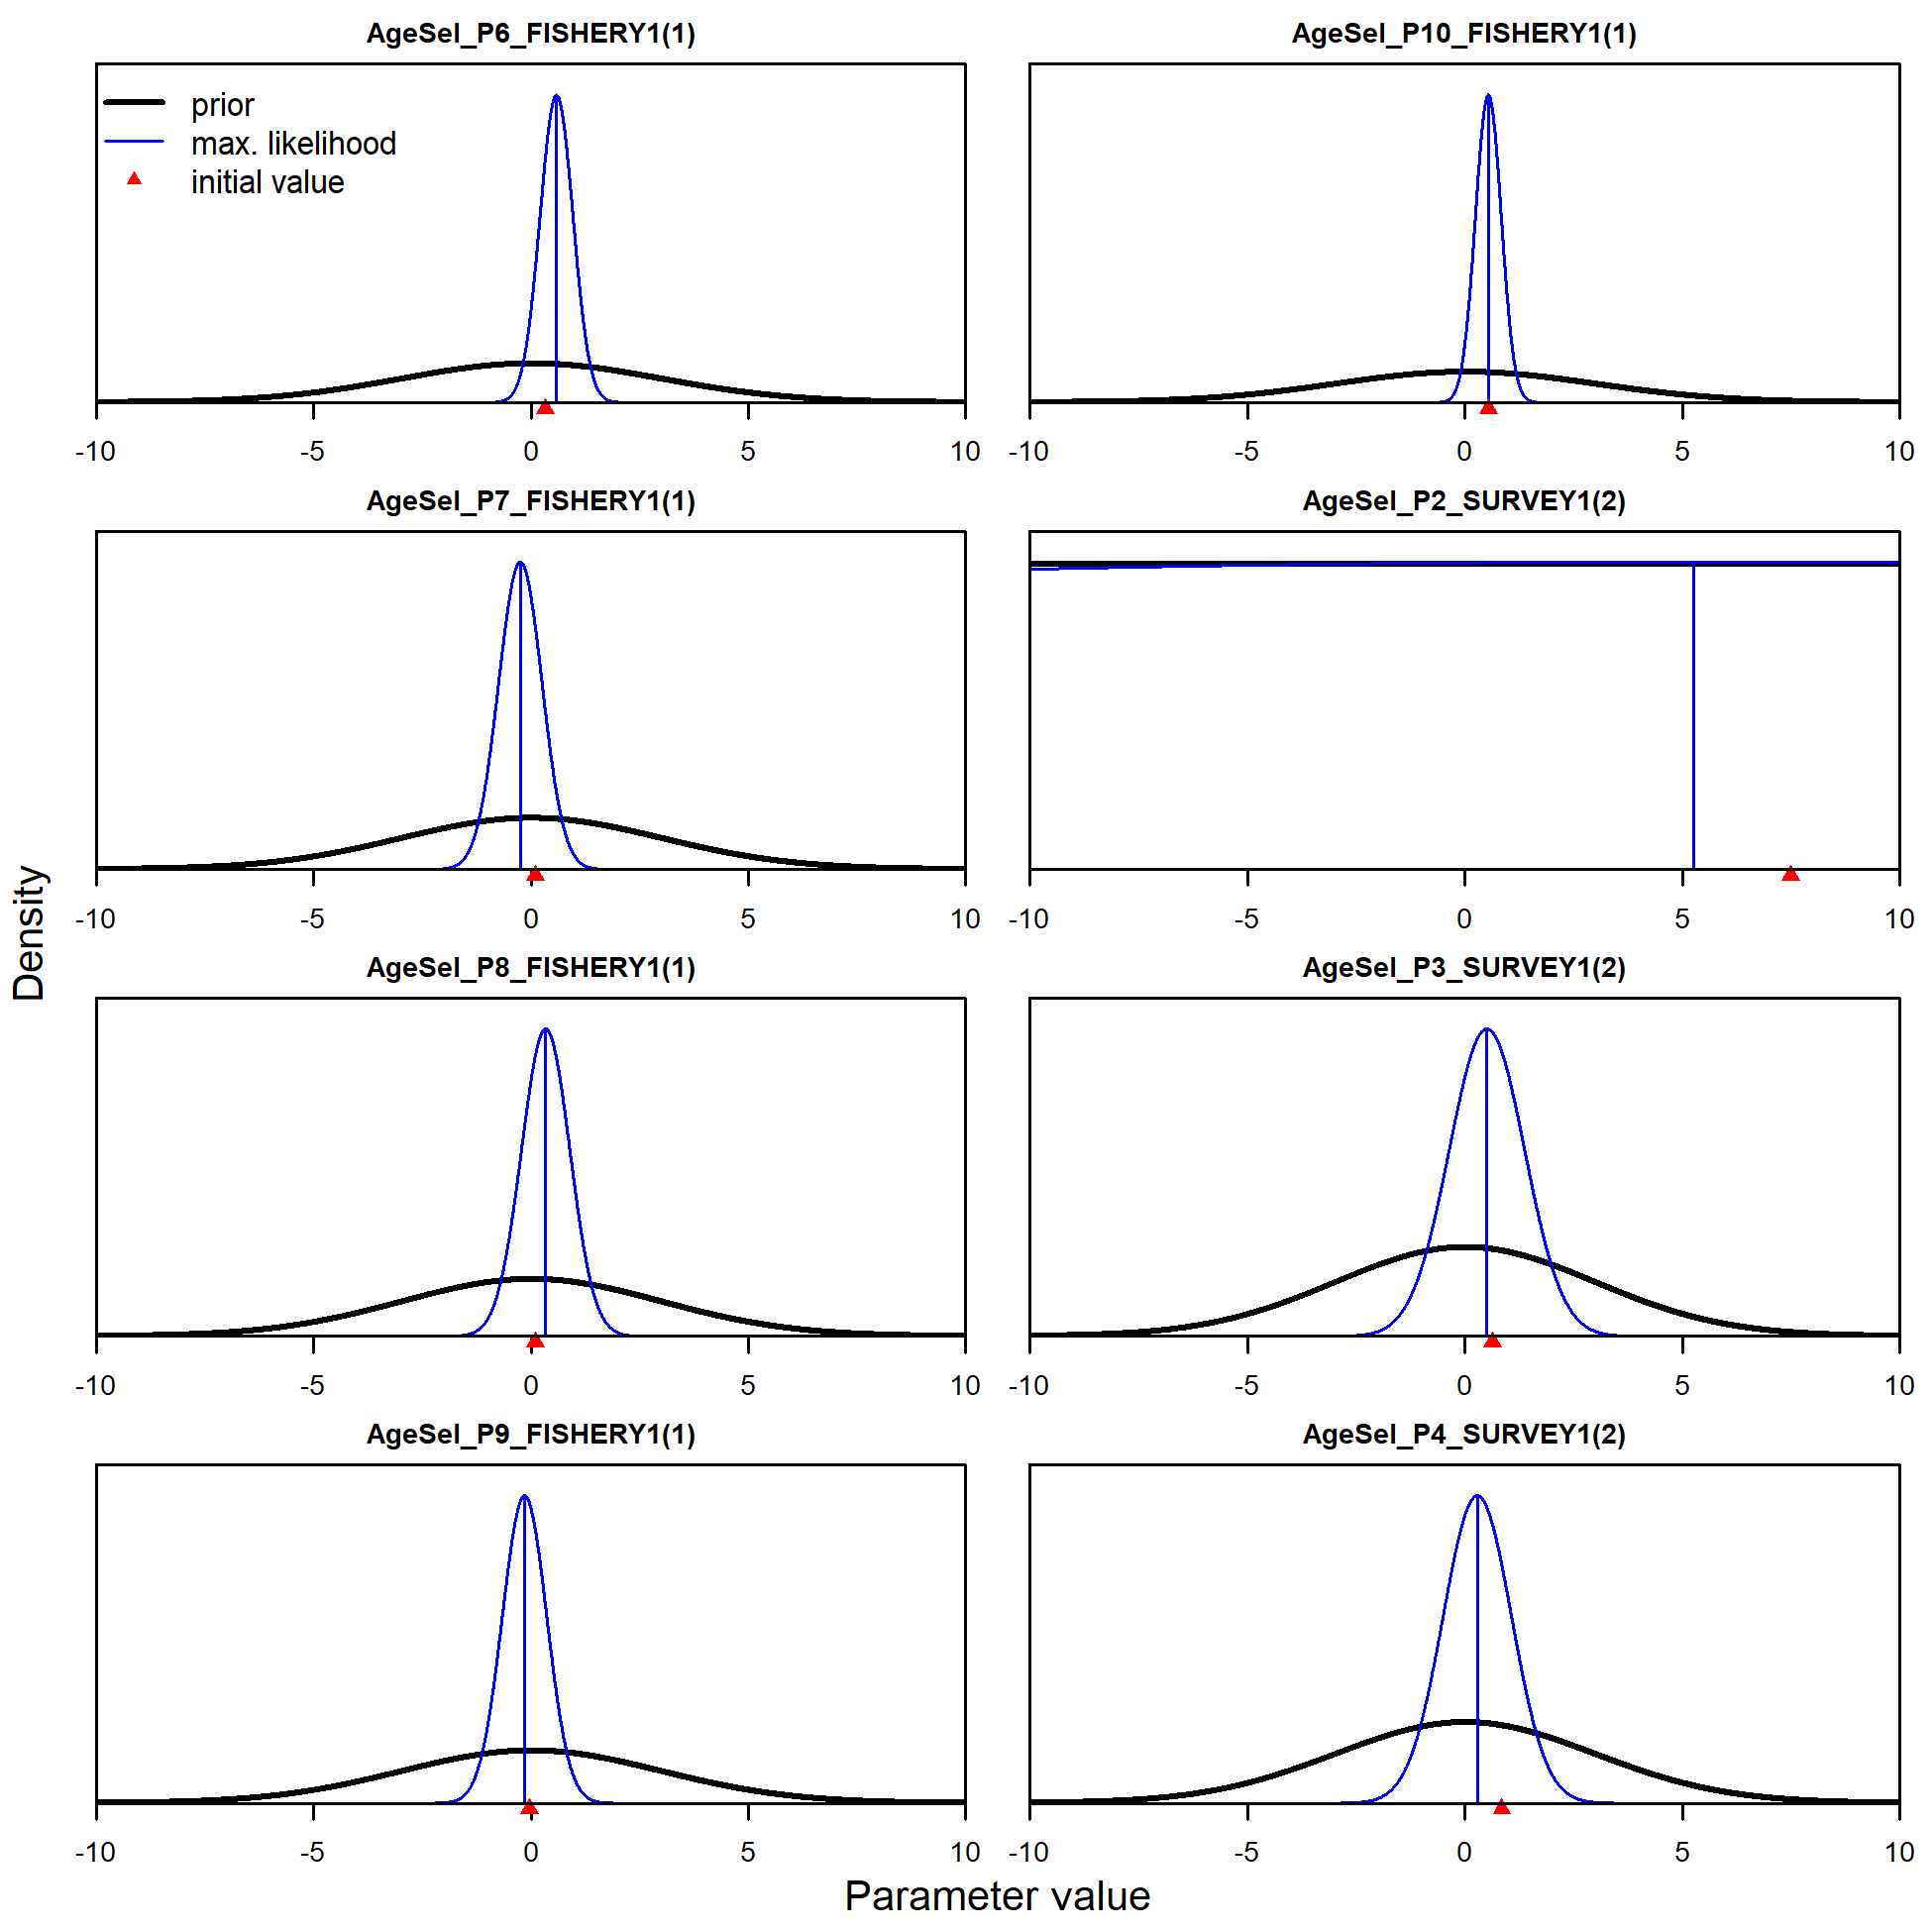 AgeSel_P6_FISHERY1(1)
prior
max. likelihood
initial value
-10 -5 0 5 10
AgeSel_P10_FISHERY1(1)
-10 -5 0 5 10
AgeSel_P7_FISHERY1(1)
-10 -5 0 5 10
AgeSel_P2_SURVEY1(2)
-10 -5 0 5 10
AgeSel_P8_FISHERY1(1)
-10 -5 0 5 10
AgeSel_P3_SURVEY1(2)
-10 -5 0 5 10
AgeSel_P9_FISHERY1(1)
-10 -5 0 5 10
AgeSel_P4_SURVEY1(2)
-10 -5 0 5 10
Density
Parameter value